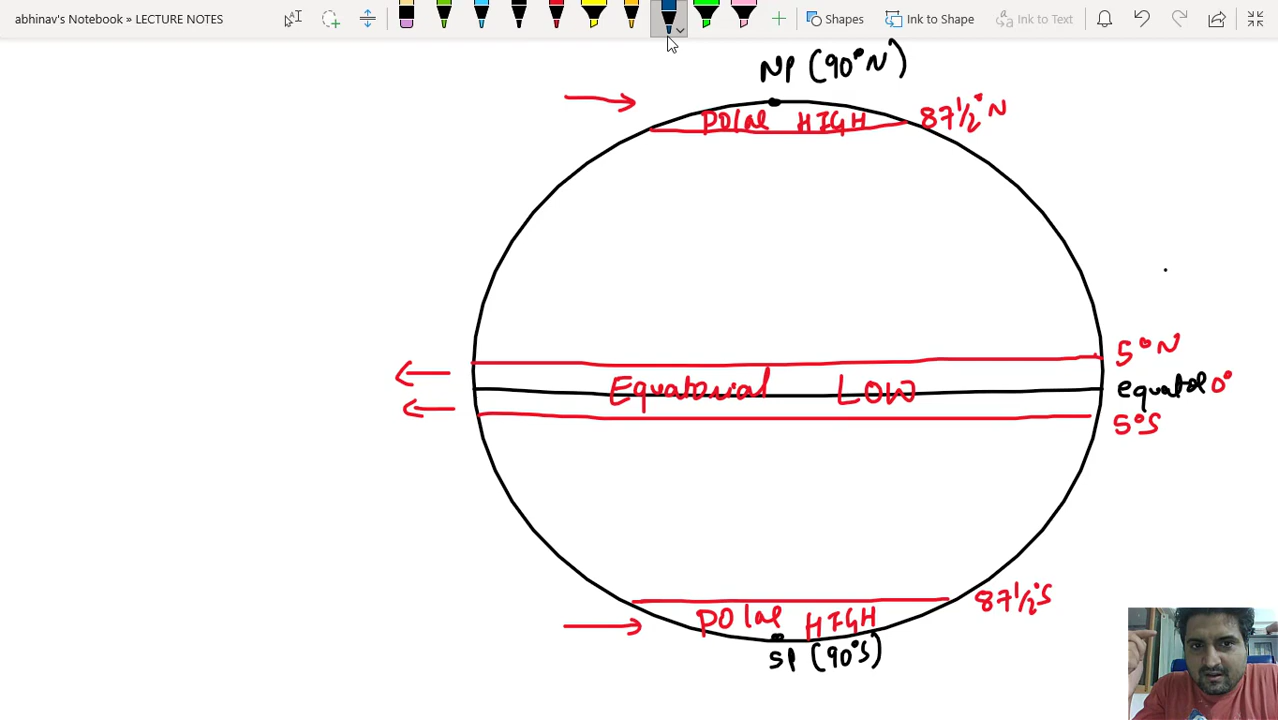 abhinav's Notebook » LECTURE NOTES
Shapes
Ink to Shape
Ink to Text
NP (90°N)
POlar HIGH
87½°N
5°N
Equatorial LOW
equator 0°
5°S
87½°S
POlar HIGH
SP (90°S)